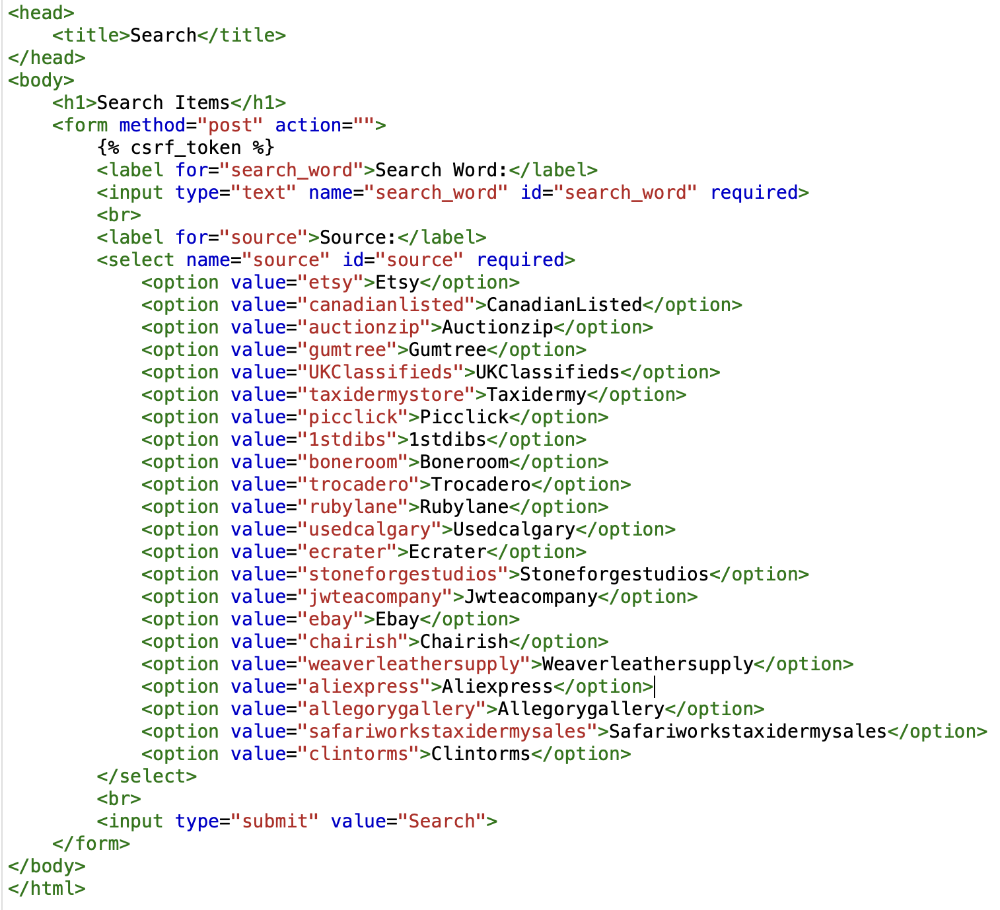 <head>
    <title>Search</title>
</head>
<body>
    <h1>Search Items</h1>
    <form method="post" action="">
        {% csrf_token %}
        <label for="search_word">Search Word:</label>
        <input type="text" name="search_word" id="search_word" required>
        <br>
        <label for="source">Source:</label>
        <select name="source" id="source" required>
            <option value="etsy">Etsy</option>
            <option value="canadianlisted">CanadianListed</option>
            <option value="auctionzip">Auctionzip</option>
            <option value="gumtree">Gumtree</option>
            <option value="UKClassifieds">UKClassifieds</option>
            <option value="taxidermystore">Taxidermy</option>
            <option value="picclick">Picclick</option>
            <option value="1stdibs">1stdibs</option>
            <option value="boneroom">Boneroom</option>
            <option value="trocadero">Trocadero</option>
            <option value="rubylane">Rubylane</option>
            <option value="usedcalgary">Usedcalgary</option>
            <option value="ecrater">Ecrater</option>
            <option value="stoneforgestudios">Stoneforgestudios</option>
            <option value="jwteacompany">Jwteacompany</option>
            <option value="ebay">Ebay</option>
            <option value="chairish">Chairish</option>
            <option value="weaverleathersupply">Weaverleathersupply</option>
            <option value="aliexpress">Aliexpress</option>
            <option value="allegorygallery">Allegorygallery</option>
            <option value="safariworkstaxidermysales">Safariworkstaxidermysales</option>
            <option value="clintorms">Clintorms</option>
        </select>
        <br>
        <input type="submit" value="Search">
    </form>
</body>
</html>